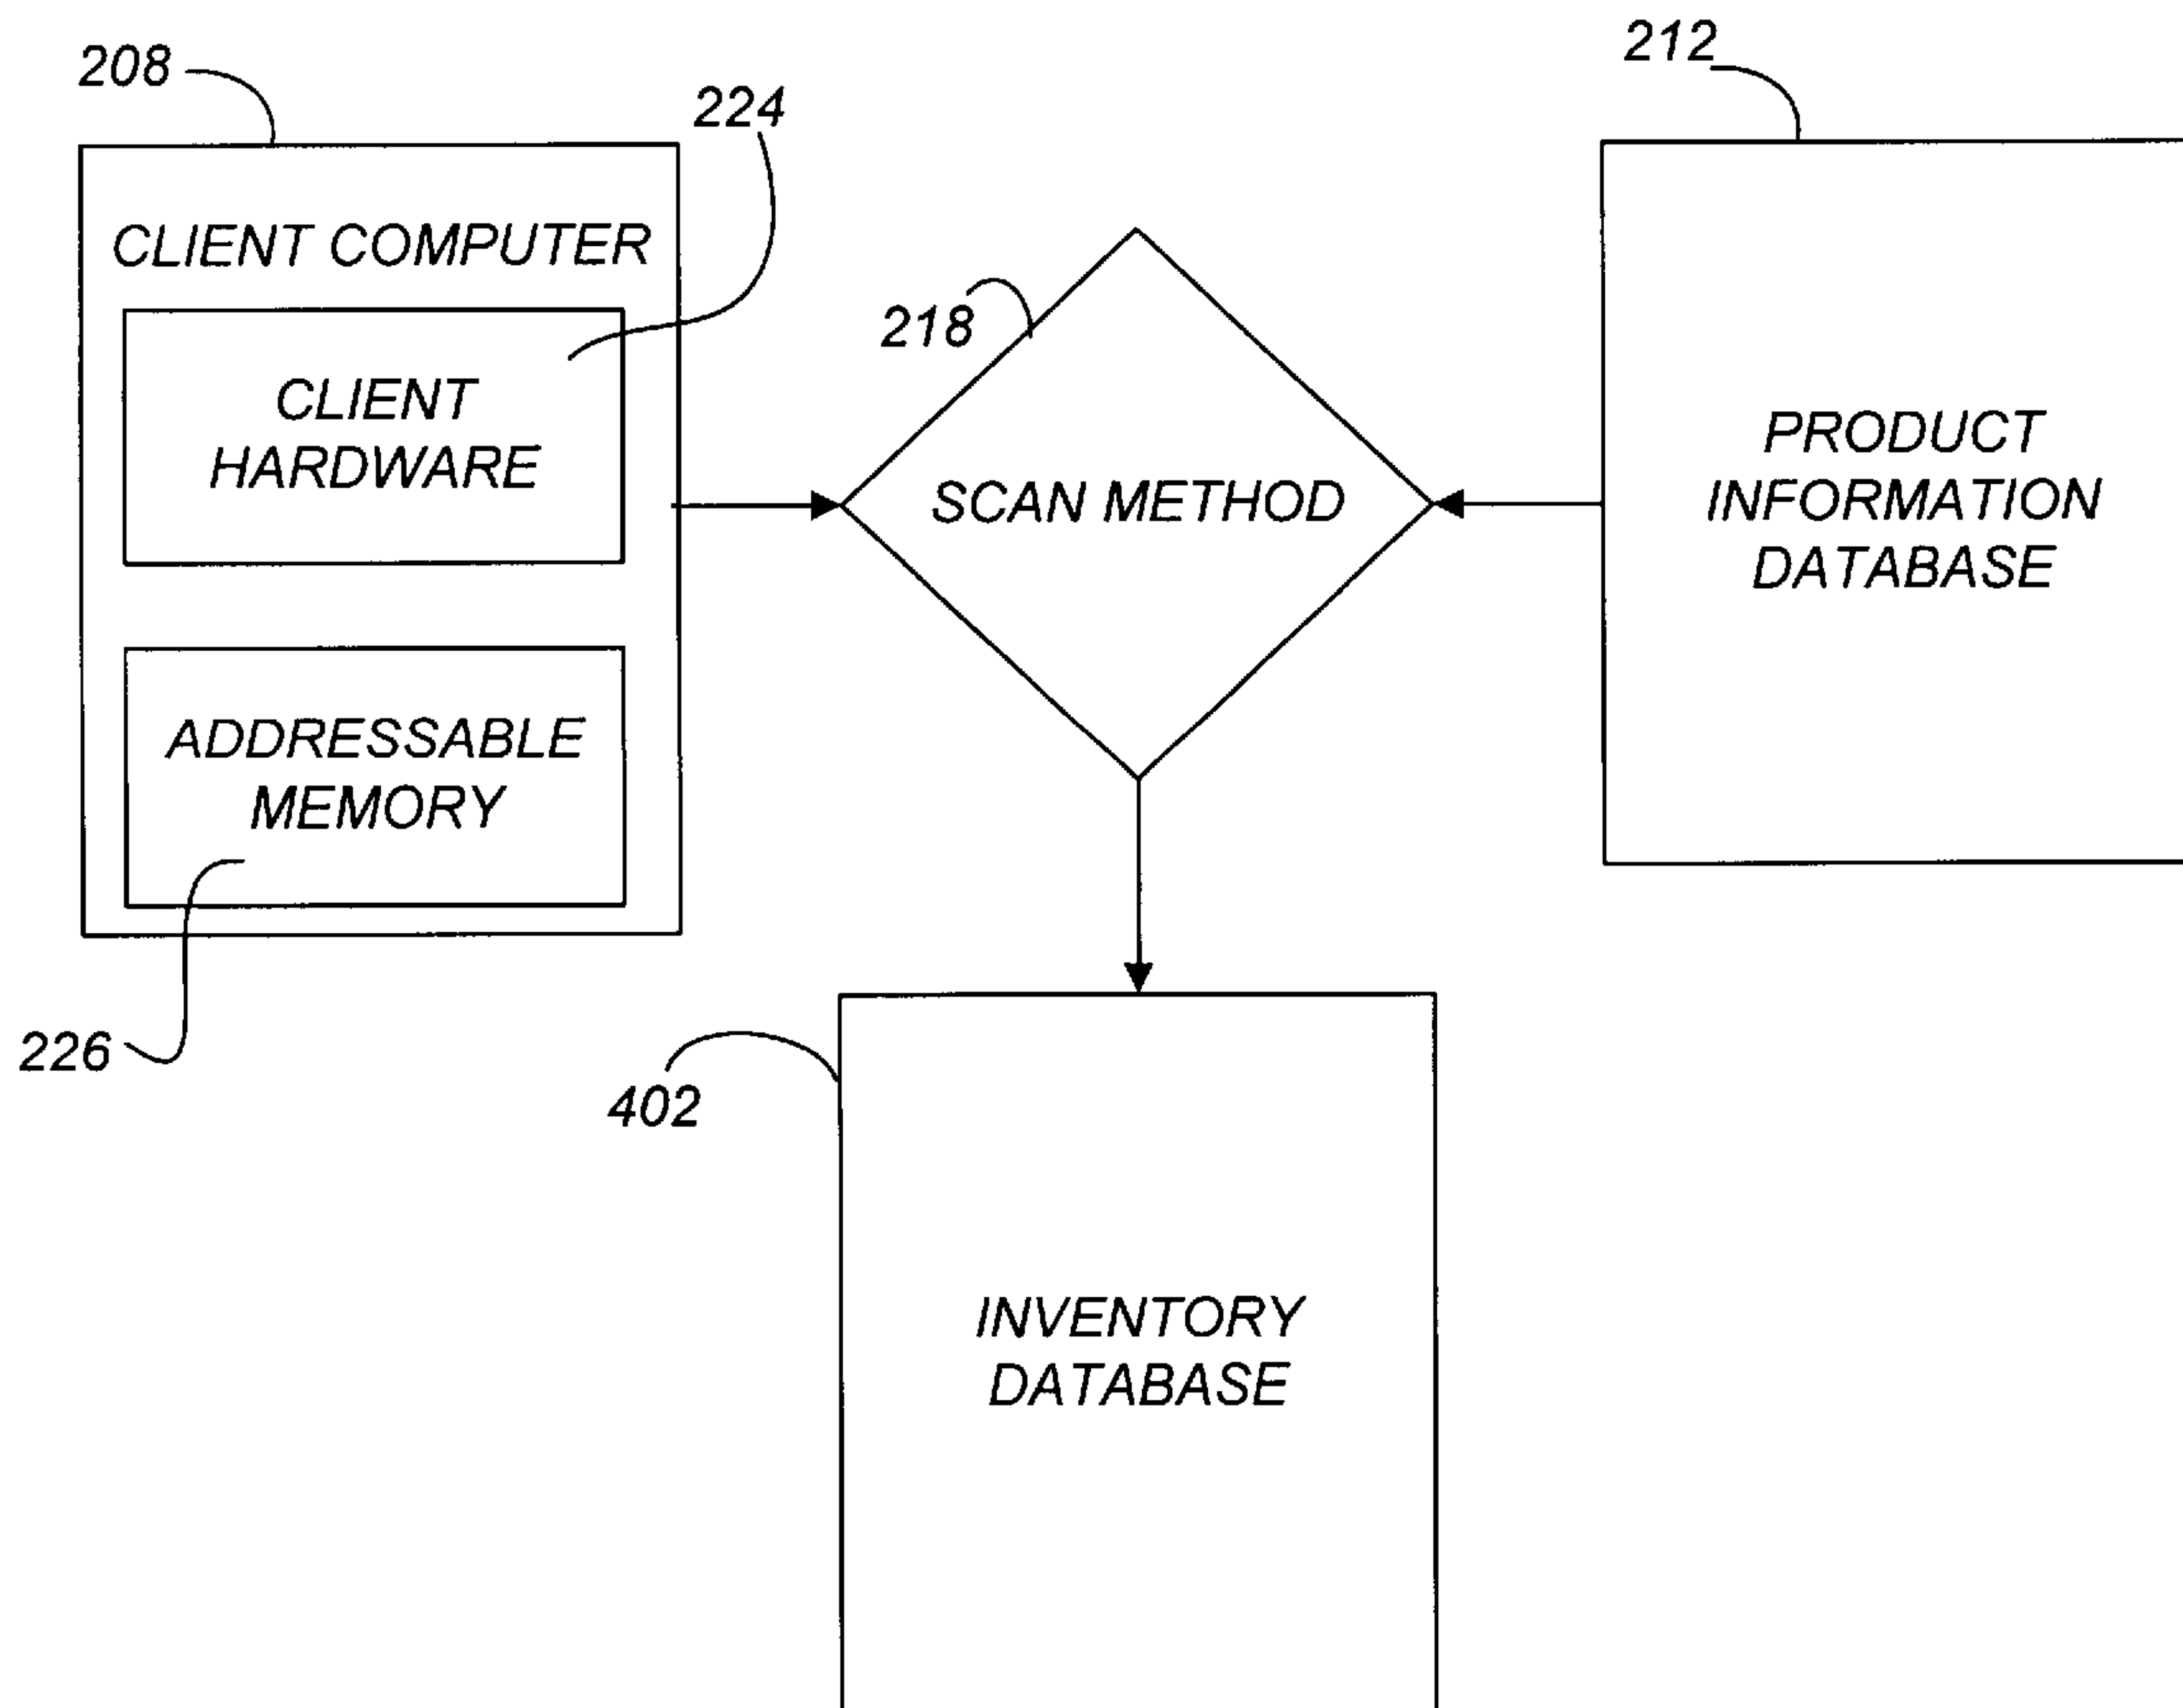 208
224
212
CLIENT COMPUTER
CLIENT
HARDWARE
218
SCAN METHOD
PRODUCT
INFORMATION
DATABASE
ADDRESSABLE
MEMORY
226
402
INVENTORY
DATABASE